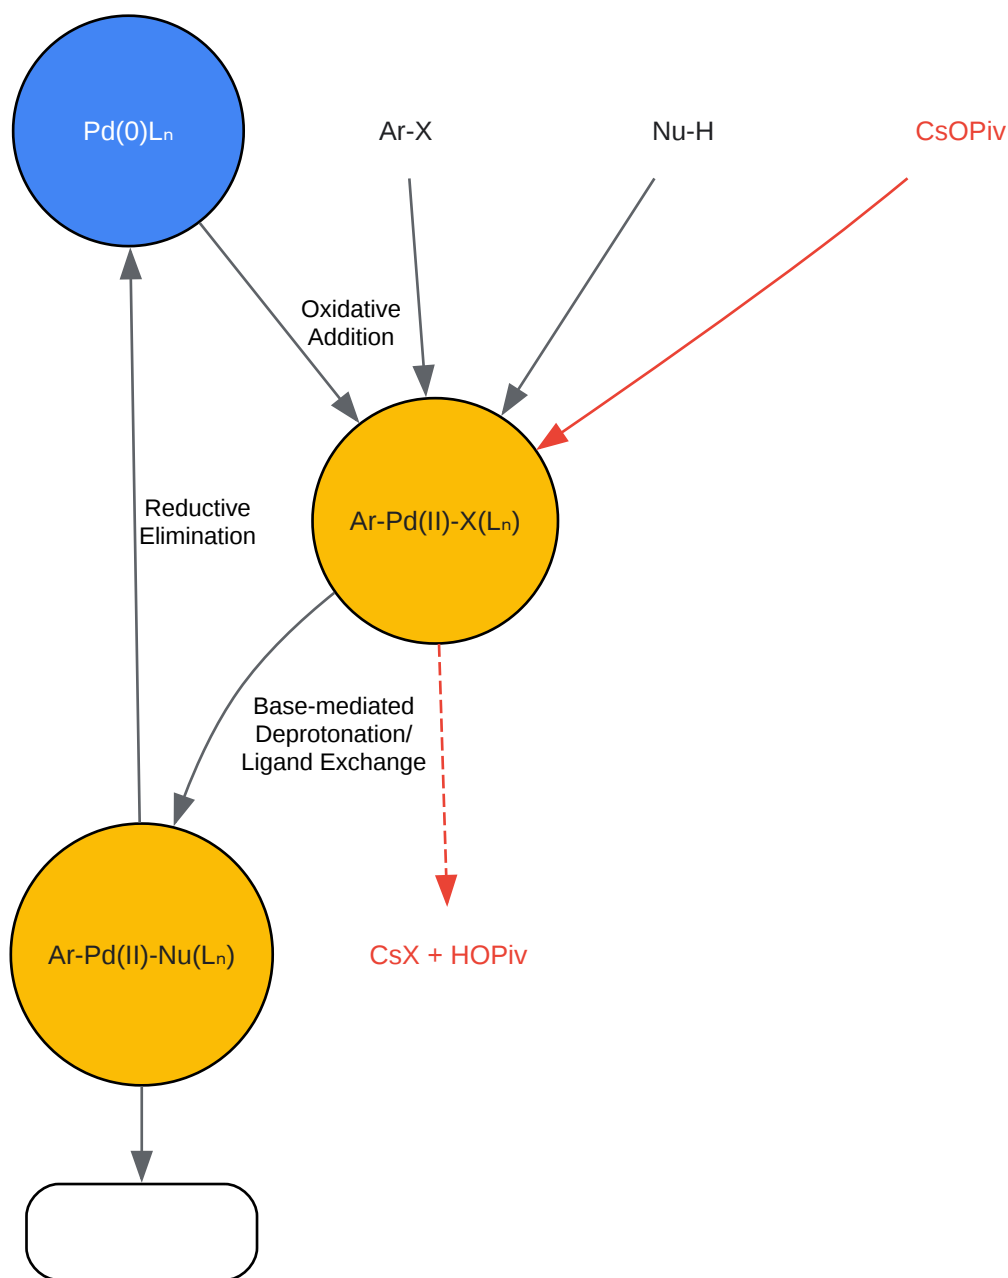 Pd(0)Lₙ
Ar-X
Nu-H
CsOPiv
Oxidative
Addition
Reductive
Elimination
Ar-Pd(II)-X(Lₙ)
Base-mediated
Deprotonation/
Ligand Exchange
Ar-Pd(II)-Nu(Lₙ)
CsX + HOPiv